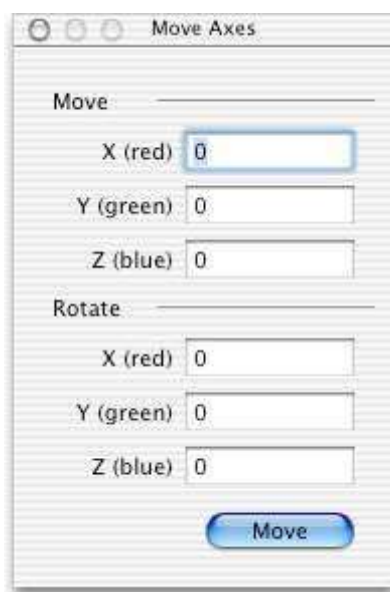 Move Axes
Move
X (red) 0
Y (green) 0
Z (blue) 0
Rotate
X (red) 0
Y (green) 0
Z (blue) 0
Move